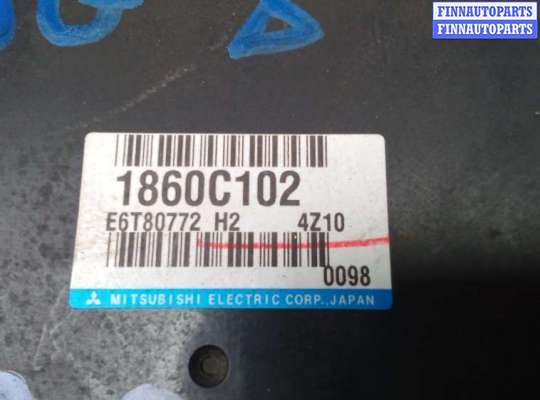 FINNAUTOPARTS
FINNAUTOPARTS
1860C102
E6T80772 H2 4Z10
0098
MITSUBISHI ELECTRIC CORP., JAPAN